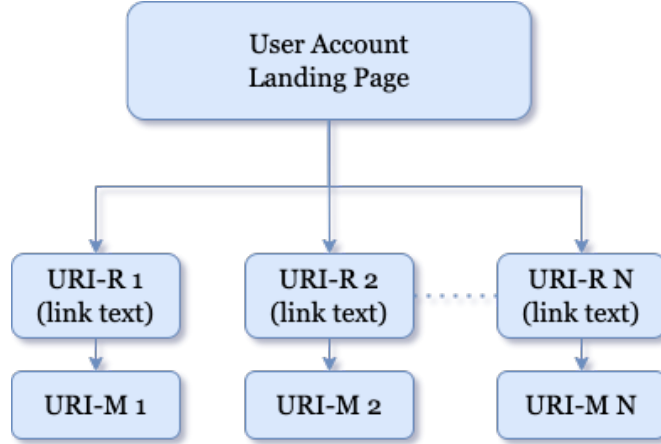 User Account
Landing Page
URI-R 1
(link text)
URI-R 2
(link text)
URI-R N
(link text)
URI-M 1
URI-M 2
URI-M N